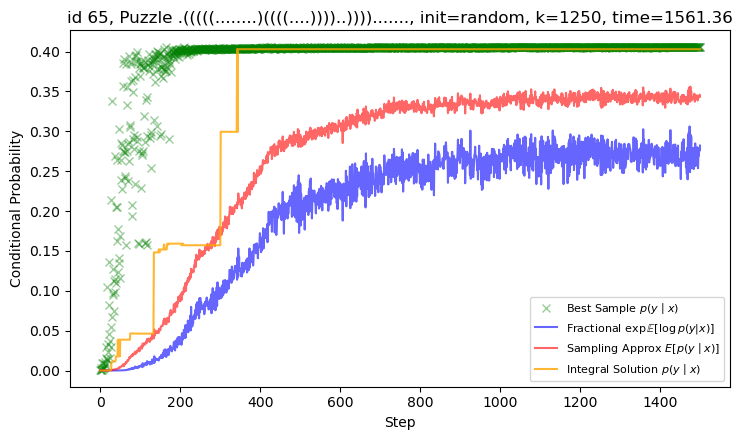 id 65, Puzzle .(((((........)((((....))))..))))......., init=random, k=1250, time=1561.36
Conditional Probability
0.40
0.35
0.30
0.25
0.20
0.15
0.10
0.05
0.00
Best Sample p(y | x)
Fractional exp𝔼[log p(y|x)]
Sampling Approx E[p(y | x)]
Integral Solution p(y | x)
0 200 400 600 800 1000 1200 1400
Step